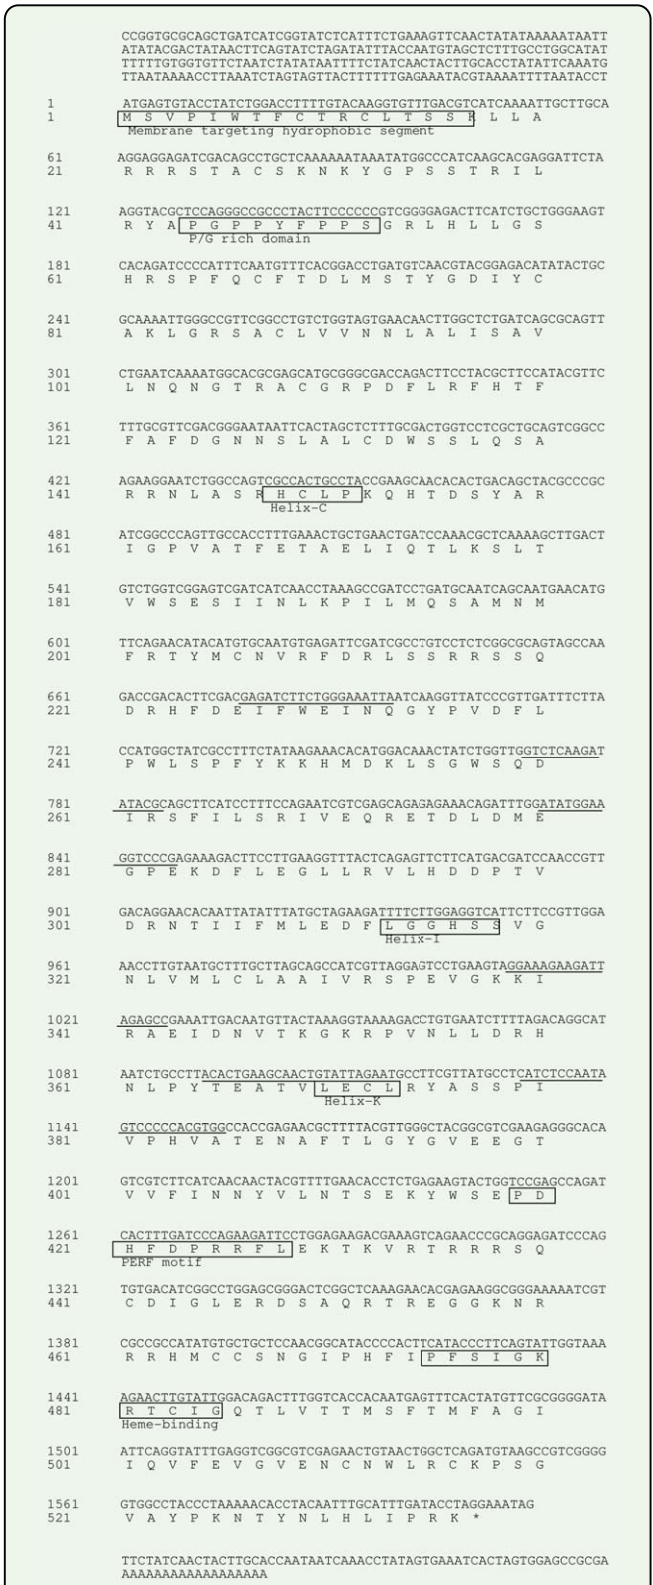 CCGGTGCGCAGCTGATCATCGGTATCTCATTTCTGAAAGTTCAACTATATAAAAATAATT
ATATACGACTATAACTTCAGTATCTAGATATTTACCAATGTAGCTCTTTGCCTGGCATAT
TTTTTGTGGTGTTCTAATCTATATAATTTTCTATCAACTACTTGCACCTATATTCAAATG
TTAATAAAACCTTAAATCTAGTAGTTACTTTTTTGAGAAATACGTAAAATTTTAATACCT
1 ATGAGTGTACCTATCTGGACCTTTTGTACAAGGTGTTTGACGTCATCAAAATTGCTTGCA
1 M S V P I W T F C T R C L T S S K L L A
Membrane targeting hydrophobic segment
61 AGGAGGAGATCGACAGCCTGCTCAAAAAATAAATATGGCCCATCAAGCACGAGGATTCTA
21 R R R S T A C S K N K Y G P S S T R I L
121 AGGTACGCTCCAGGGCCGCCCTACTTCCCCCCGTCGGGGAGACTTCATCTGCTGGGAAGT
41 R Y A P G P P Y F P P S G R L H L L G S
P/G rich domain
181 CACAGATCCCCATTTCAATGTTTCACGGACCTGATGTCAACGTACGGAGACATATACTGC
61 H R S P F Q C F T D L M S T Y G D I Y C
241 GCAAAATTGGGCCGTTCGGCCTGTCTGGTAGTGAACAACTTGGCTCTGATCAGCGCAGTT
81 A K L G R S A C L V V N N L A L I S A V
301 CTGAATCAAAATGGCACGCGAGCATGCGGGCGACCAGACTTCCTACGCTTCCATACGTTC
101 L N Q N G T R A C G R P D F L R F H T F
361 TTTGCGTTCGACGGGAATAATTCACTAGCTCTTTGCGACTGGTCCTCGCTGCAGTCGGCC
121 F A F D G N N S L A L C D W S S L Q S A
421 AGAAGGAATCTGGCCAGTCGCCACTGCCTACCGAAGCAACACACTGACAGCTACGCCCGC
141 R R N L A S R H C L P K Q H T D S Y A R
Helix-C
481 ATCGGCCCAGTTGCCACCTTTGAAACTGCTGAACTGATCCAAACGCTCAAAAGCTTGACT
161 I G P V A T F E T A E L I Q T L K S L T
541 GTCTGGTCGGAGTCGATCATCAACCTAAAGCCGATCCTGATGCAATCAGCAATGAACATG
181 V W S E S I I N L K P I L M Q S A M N M
601 TTCAGAACATACATGTGCAATGTGAGATTCGATCGCCTGTCCTCTCGGCGCAGTAGCCAA
201 F R T Y M C N V R F D R L S S R R S S Q
661 GACCGACACTTCGACGAGATCTTCTGGGAAATTAATCAAGGTTATCCCGTTGATTTCTTA
221 D R H F D E I F W E I N Q G Y P V D F L
721 CCATGGCTATCGCCTTTCTATAAGAAACACATGGACAAACTATCTGGTTGGTCTCAAGAT
241 P W L S P F Y K K H M D K L S G W S Q D
781 ATACGCAGCTTCATCCTTTCCAGAATCGTCGAGCAGAGAGAAACAGATTTGGATATGGAA
261 I R S F I L S R I V E Q R E T D L D M E
841 GGTCCCGAGAAAGACTTCCTTGAAGGTTTACTCAGAGTTCTTCATGACGATCCAACCGTT
281 G P E K D F L E G L L R V L H D D P T V
901 GACAGGAACACAATTATATTTATGCTAGAAGATTTTCTTGGAGGTCATTCTTCCGTTGGA
301 D R N T I I F M L E D F L G G H S S V G
Helix-I
961 AACCTTGTAATGCTTTGCTTAGCAGCCATCGTTAGGAGTCCTGAAGTAGGAAAGAAGATT
321 N L V M L C L A A I V R S P E V G K K I
1021 AGAGCCGAAATTGACAATGTTACTAAAGGTAAAAGACCTGTGAATCTTTTAGACAGGCAT
341 R A E I D N V T K G K R P V N L L D R H
1081 AATCTGCCTTACACTGAAGCAACTGTATTAGAATGCCTTCGTTATGCCTCATCTCCAATA
361 N L P Y T E A T V L E C L R Y A S S P I
Helix-K
1141 GTCCCCCACGTGGCCACCGAGAACGCTTTTACGTTGGGCTACGGCGTCGAAGAGGGCACA
381 V P H V A T E N A F T L G Y G V E E G T
1201 GTCGTCTTCATCAACAACTACGTTTTGAACACCTCTGAGAAGTACTGGTCCGAGCCAGAT
401 V V F I N N Y V L N T S E K Y W S E P D
1261 CACTTTGATCCCAGAAGATTCCTGGAGAAGACGAAAGTCAGAACCCGCAGGAGATCCCAG
421 H F D P R R F L E K T K V R T R R R S Q
PERF motif
1321 TGTGACATCGGCCTGGAGCGGGACTCGGCTCAAAGAACACGAGAAGGCGGGAAAAATCGT
441 C D I G L E R D S A Q R T R E G G K N R
1381 CGCCGCCATATGTGCTGCTCCAACGGCATACCCCACTTCATACCCTTCAGTATTGGTAAA
461 R R H M C C S N G I P H F I P F S I G K
1441 AGAACTTGTATTGGACAGACTTTGGTCACCACAATGAGTTTCACTATGTTCGCGGGGATA
481 R T C I G Q T L V T T M S F T M F A G I
Heme-binding
1501 ATTCAGGTATTTGAGGTCGGCGTCGAGAACTGTAACTGGCTCAGATGTAAGCCGTCGGGG
501 I Q V F E V G V E N C N W L R C K P S G
1561 GTGGCCTACCCTAAAAACACCTACAATTTGCATTTGATACCTAGGAAATAG
521 V A Y P K N T Y N L H L I P R K *
TTCTATCAACTACTTGCACCAATAATCAAACCTATAGTGAAATCACTAGTGGAGCCGCGA
AAAAAAAAAAAAAAAAAA